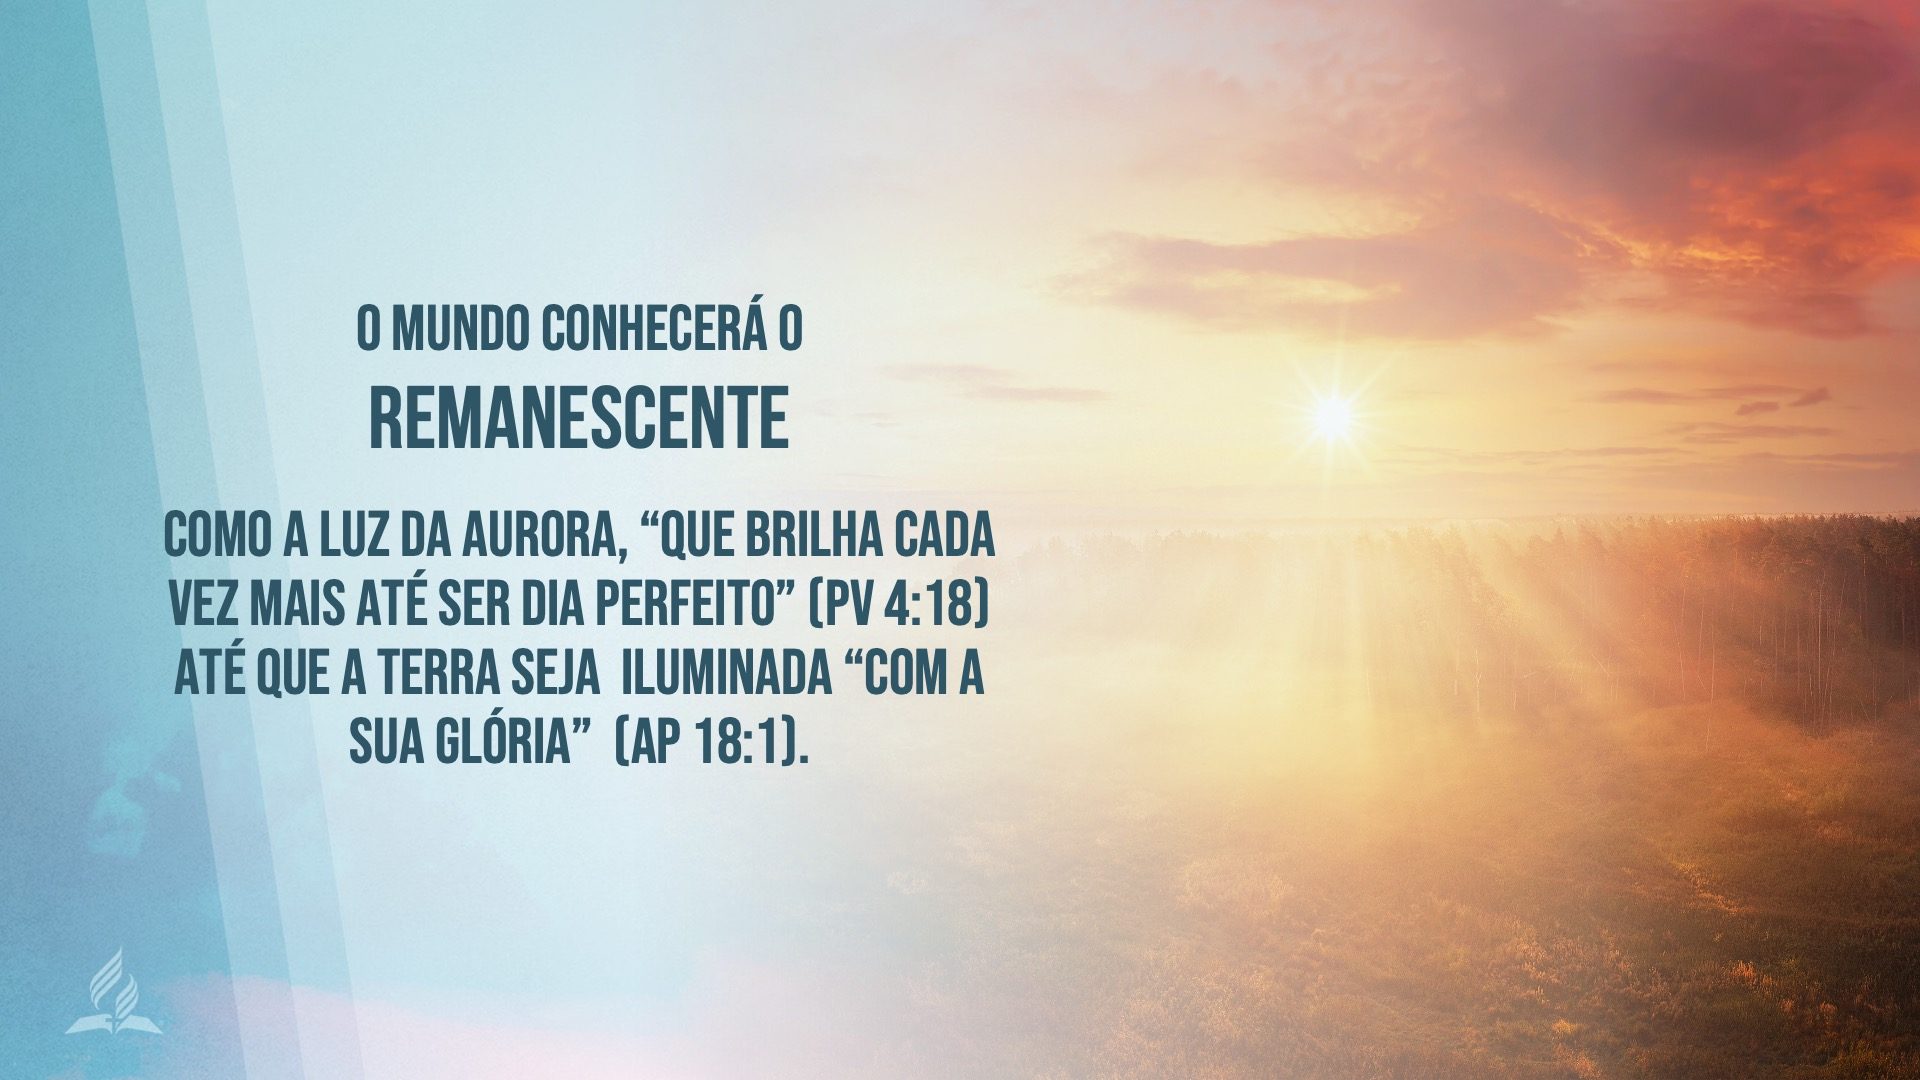 O MUNDO CONHECERÁ O
REMANESCENTE
COMO A LUZ DA AURORA, “QUE BRILHA CADA
VEZ MAIS ATÉ SER DIA PERFEITO” (PV 4:18)
ATÉ QUE A TERRA SEJA  ILUMINADA “COM A
SUA GLÓRIA”  (AP 18:1).